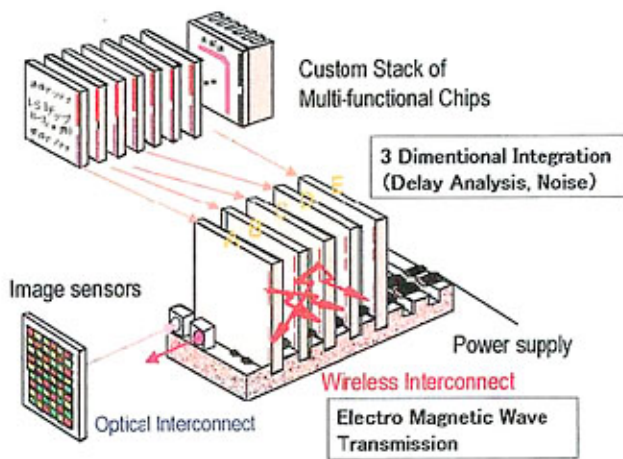 Custom Stack of
Multi-functional Chips
3 Dimentional Integration
(Delay Analysis, Noise)
A B C D E
Image sensors
Power supply
Wireless Interconnect
Optical Interconnect
Electro Magnetic Wave
Transmission